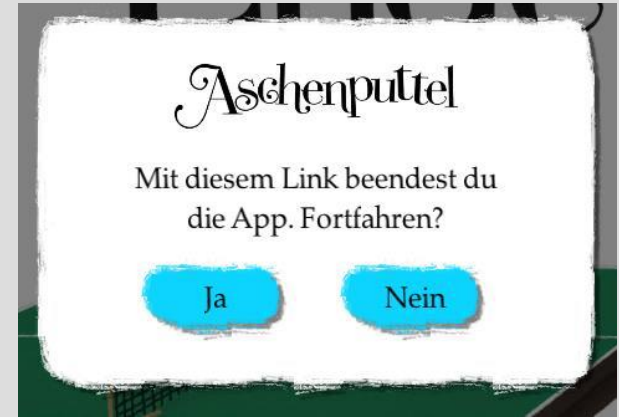 Aschenputtel
Mit diesem Link beendest du
die App. Fortfahren?
Ja
Nein